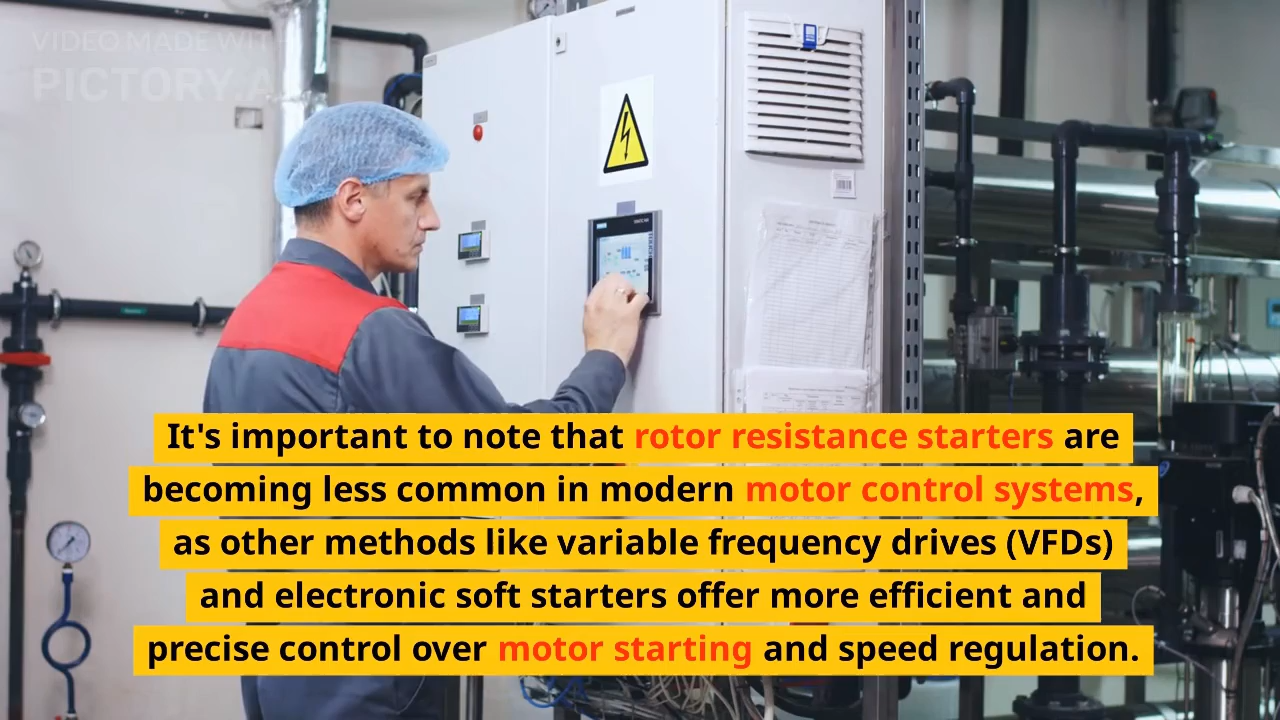 VIDEO MADE WIT
PICTORY.A
It's important to note that rotor resistance starters are
becoming less common in modern motor control systems,
as other methods like variable frequency drives (VFDs)
and electronic soft starters offer more efficient and
precise control over motor starting and speed regulation.